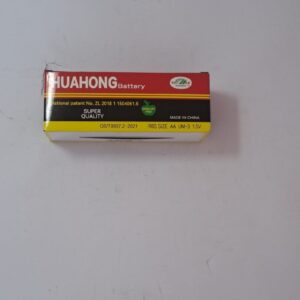 HUAHONG Battery
National patent No. ZL 2018 1 1604061.6
SUPER
QUALITY
MADE IN CHINA
GB/T8897.2-2021 R6S SIZE AA UM-3 1.5V